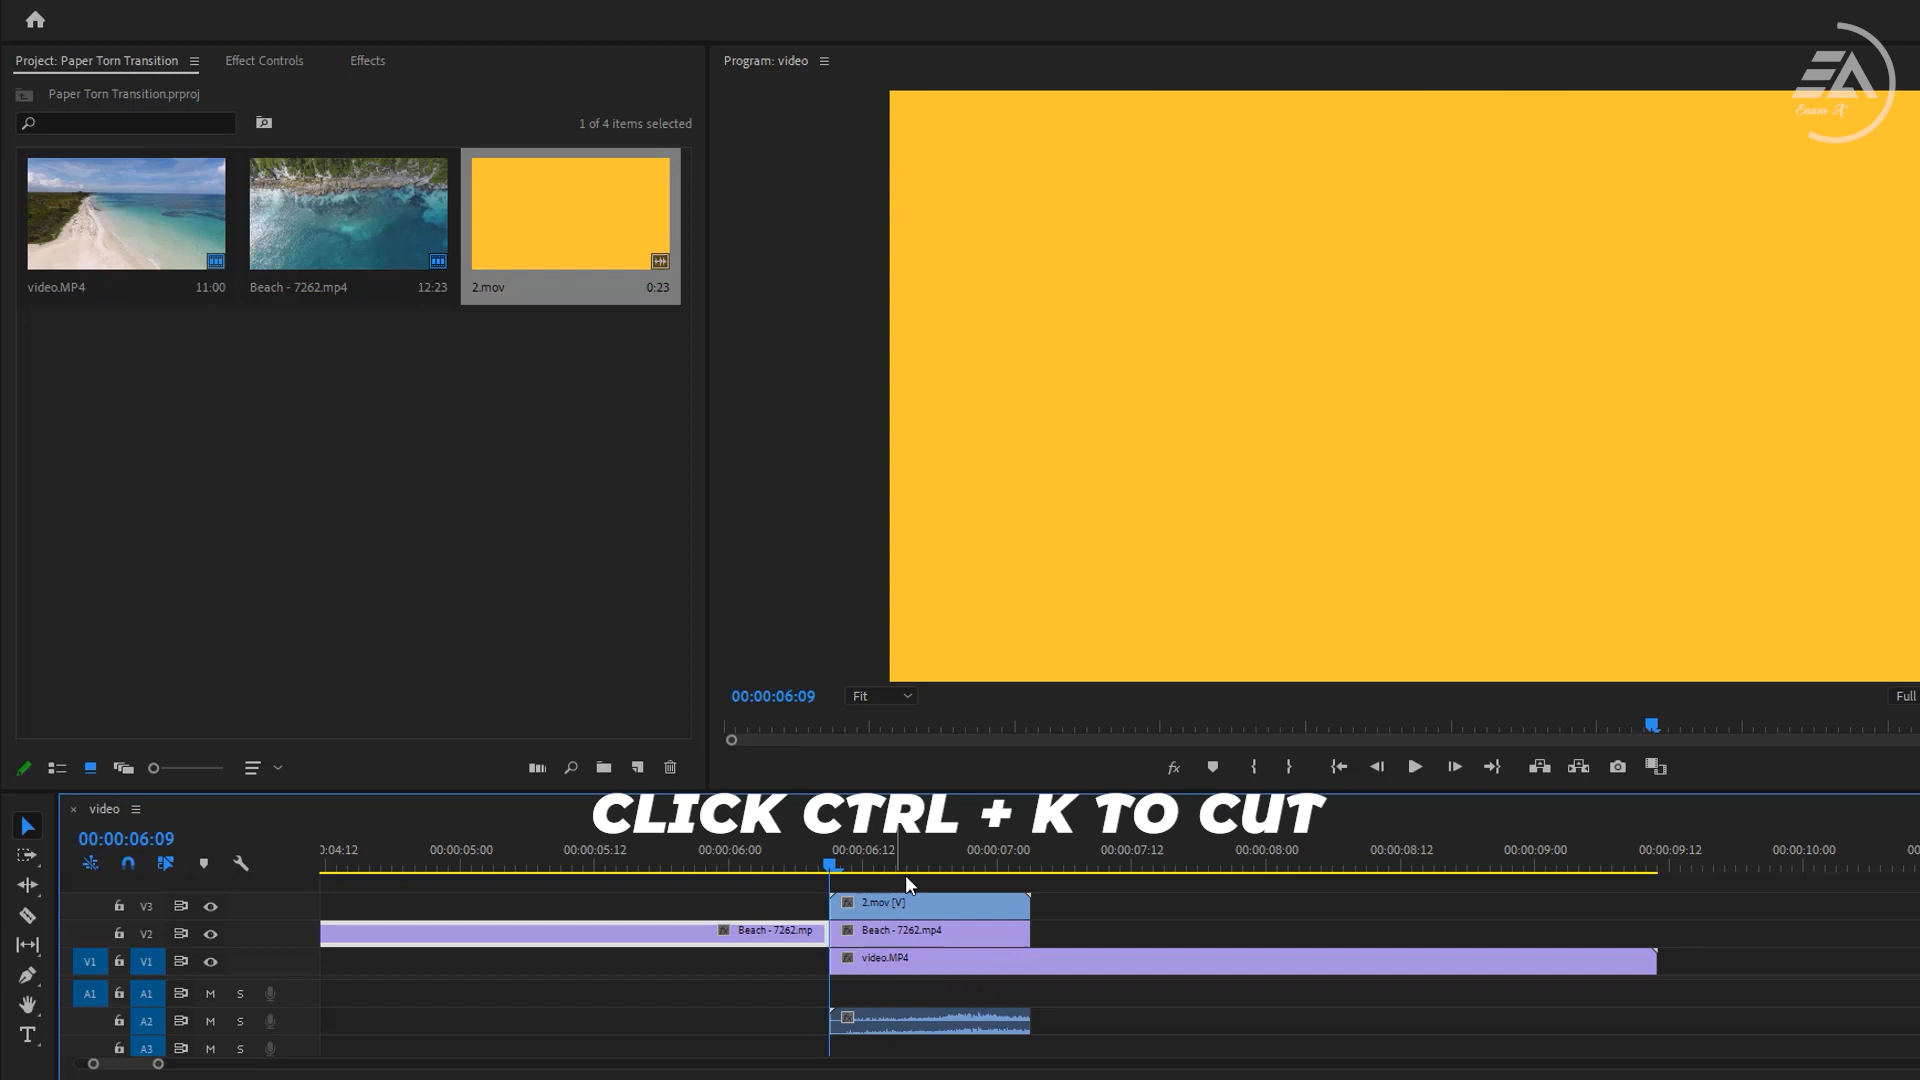 Project: Paper Torn Transition
Effect Controls
Effects
Program: video
Paper Torn Transition.prproj
1 of 4 items selected
video.MP4
11:00
Beach - 7262.mp4
12:23
2.mov
0:23
EA
Enam A'
00:00:06:09
Fit
Full
video
CLICK CTRL + K TO CUT
00:00:06:09
0:04:12
00:00:05:00
00:00:05:12
00:00:06:00
00:00:06:12
00:00:07:00
00:00:07:12
00:00:08:00
00:00:08:12
00:00:09:00
00:00:09:12
00:00:10:00
00
V3
2.mov [V]
V2
Beach - 7262.mp
Beach - 7262.mp4
V1
V1
video.MP4
A1
A1
M
S
A2
M
S
A3
M
S